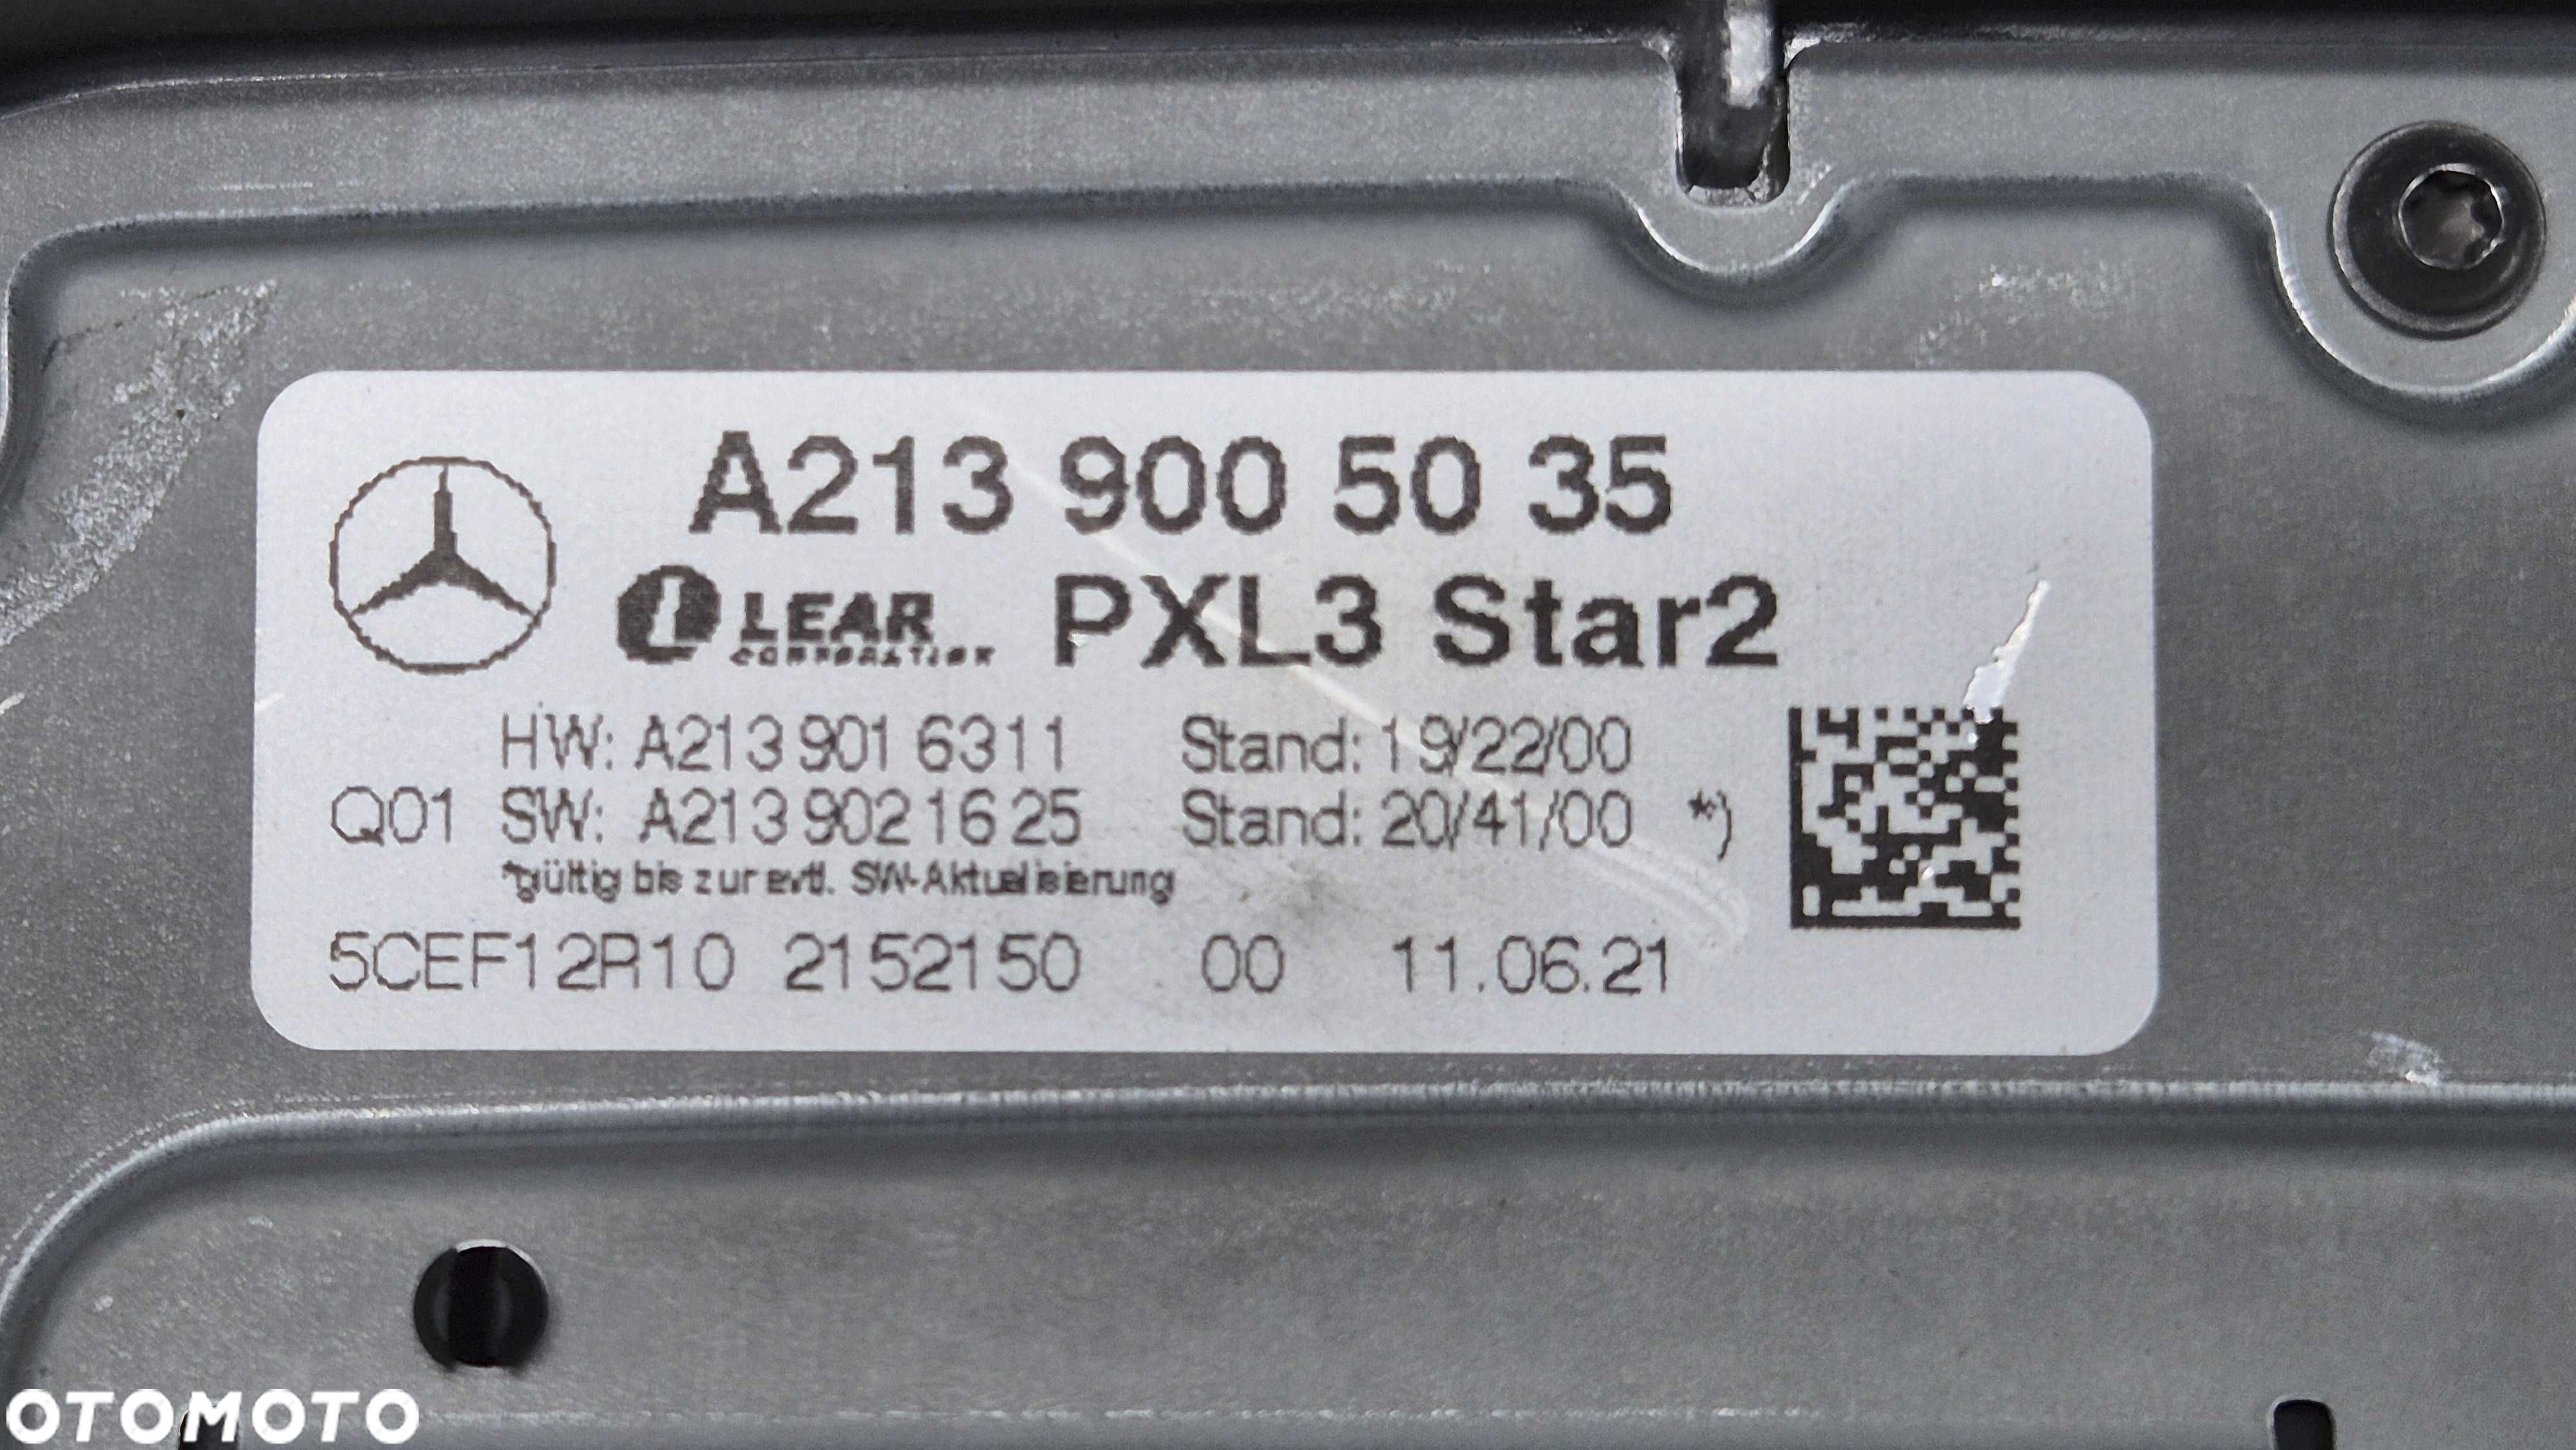 A213 900 50 35
LEAR CORPORATION PXL3 Star2
HW: A213 901 63 11 Stand: 19/22/00
Q01 SW: A213 902 16 25 Stand: 20/41/00 *)
*gültig bis zur evtl. SW-Aktualisierung
5CEF12R10 2152150 00 11.06.21
OTOMOTO